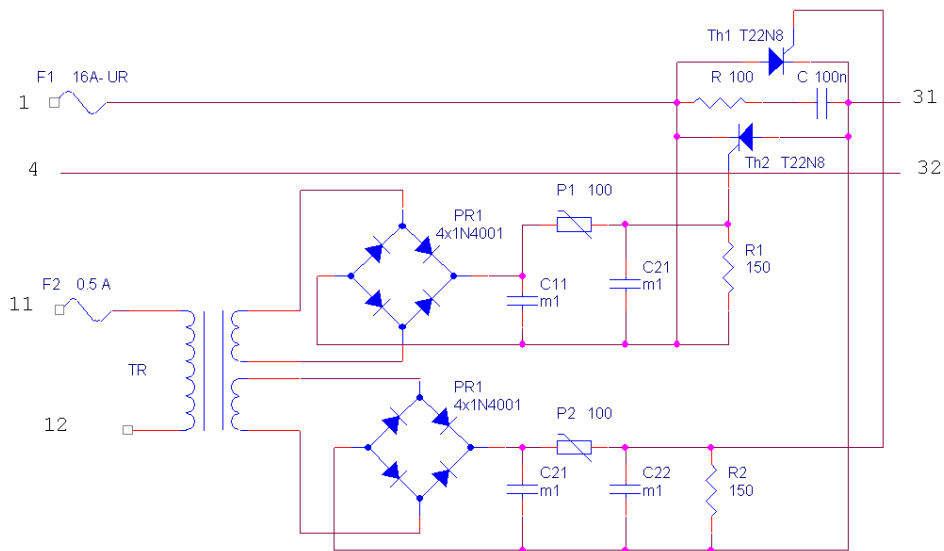 Th1 T22N8
F1 16A-UR
R 100
C 100n
1
31
Th2 T22N8
4
32
P1 100
PR1
4x1N4001
R1
150
C11
m1
C21
m1
F2 0.5 A
11
TR
PR1
4x1N4001
P2 100
12
C21
m1
C22
m1
R2
150